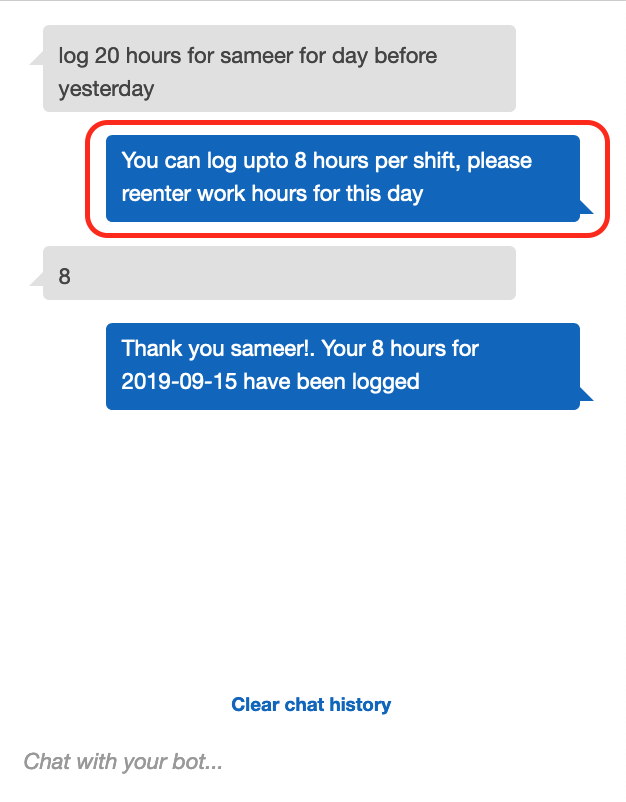 log 20 hours for sameer for day before
yesterday
You can log upto 8 hours per shift, please
reenter work hours for this day
8
Thank you sameer!. Your 8 hours for
2019-09-15 have been logged
Clear chat history
Chat with your bot...